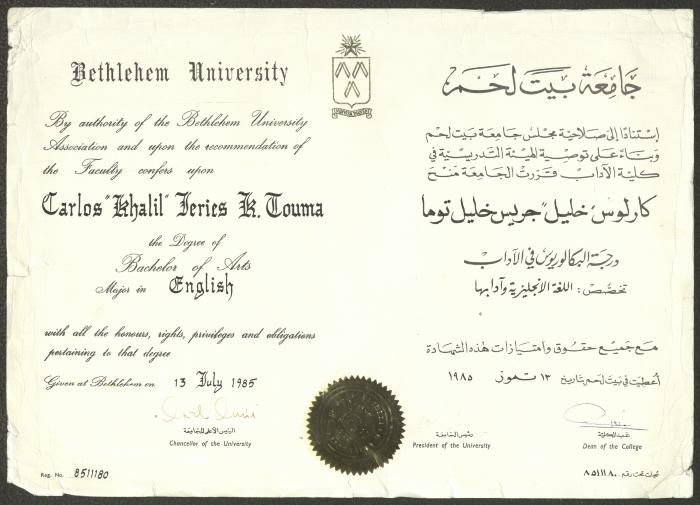 Bethlehem University
By authority of the Bethlehem University
Association and upon the recommendation of
the Faculty confers upon
Carlos "Khalil" Jeries K. Touma
the Degree of
Bachelor of Arts
Major in English
with all the honours, rights, privileges and obligations
pertaining to that degree
Given at Bethlehem on 13 July 1985
الرئيس الأعلى للجامعة
Chancellor of the University
Reg. No. 8511180
جامعة بيت لحم
إستنادًا إلى صلاحية مجلس جامعة بيت لحم
وبناءً على توصية الهيئة التدريسية في
كلية الآداب قررت الجامعة منح
كارلوس "خليل" جريس خليل توما
درجة البكالوريوس في الآداب
تخصّص: اللغة الانجليزية وآدابها
مع جميع حقوق وامتيازات هذه الشهادة
أعطيت في بيت لحم بتاريخ ١٣ تموز ١٩٨٥
رئيس الجامعة
President of the University
عميد الكلية
Dean of the College
سجلت تحت رقم ٨٥١١١٨٠